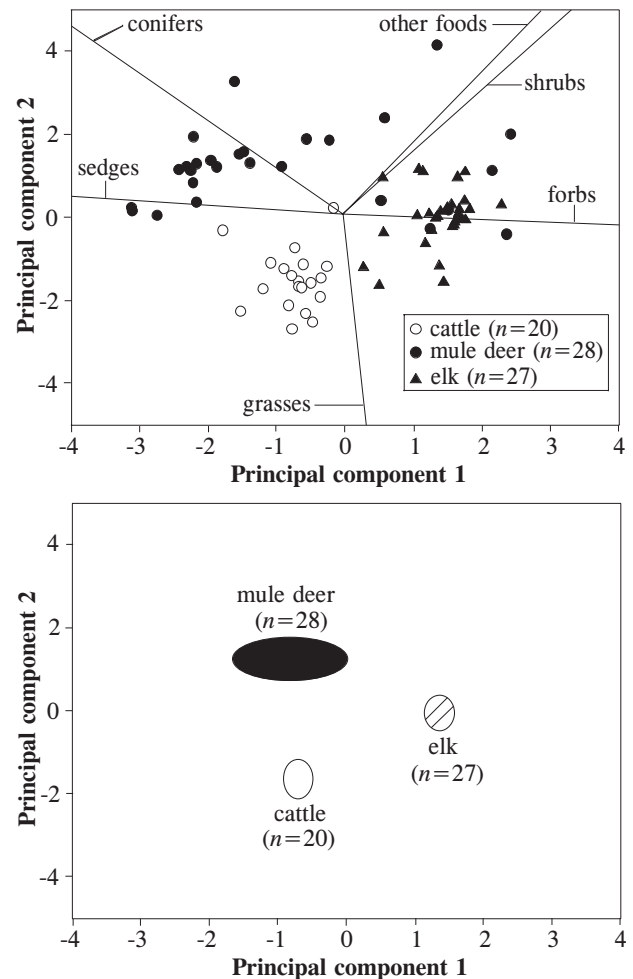 4
2
0
-2
-4
Principal component 2
conifers
other foods
shrubs
sedges
forbs
grasses
cattle (n=20)
mule deer (n=28)
elk (n=27)
-4 -3 -2 -1 0 1 2 3 4
Principal component 1
4
2
0
-2
-4
Principal component 2
mule deer
(n=28)
elk
(n=27)
cattle
(n=20)
-4 -3 -2 -1 0 1 2 3 4
Principal component 1